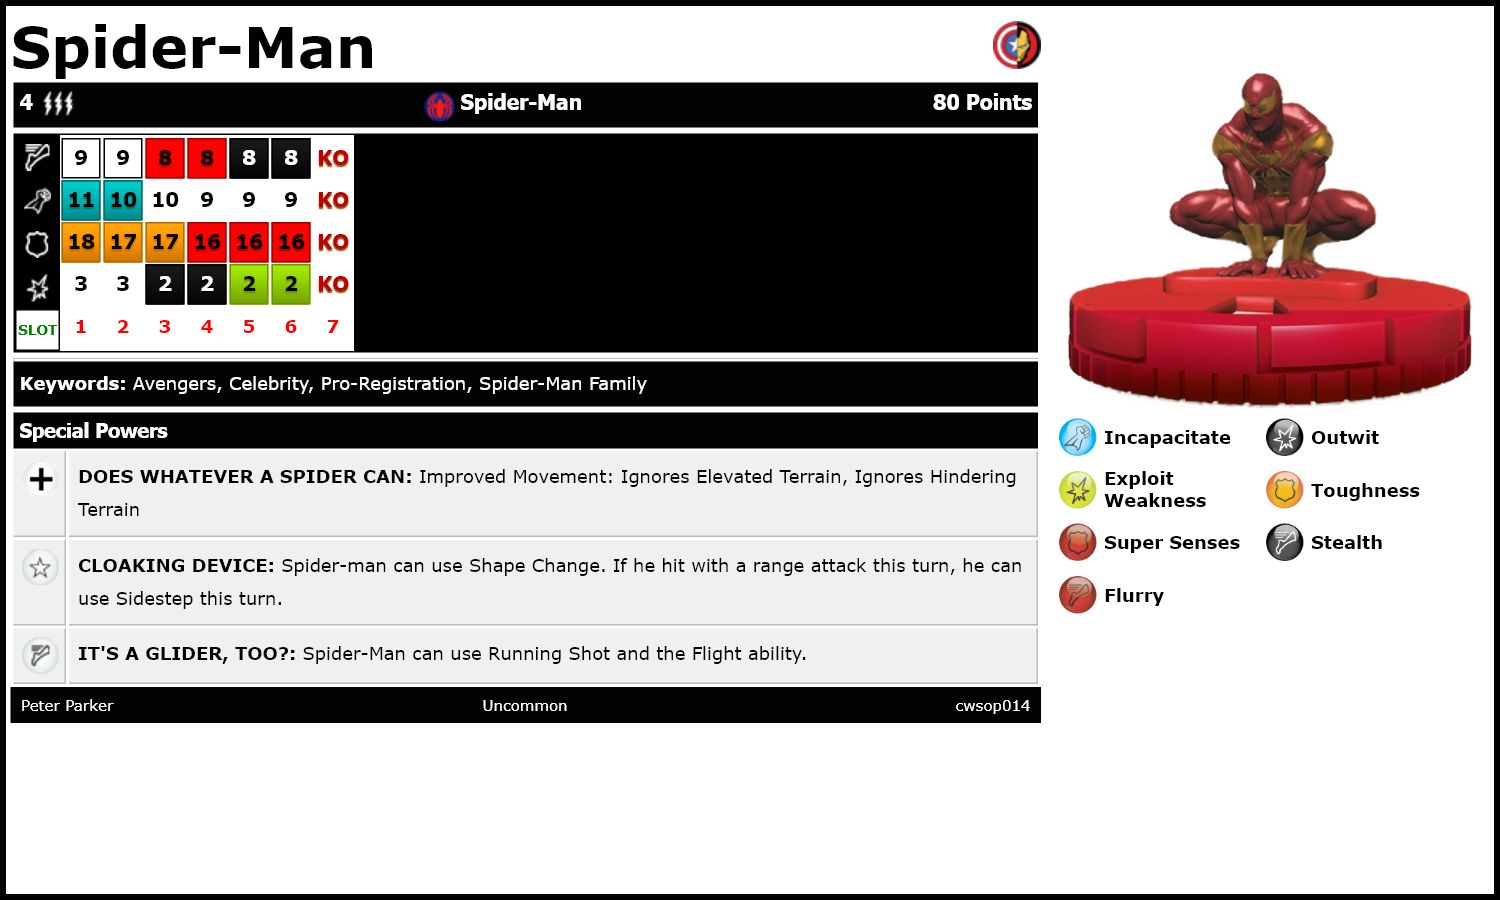 Spider-Man
4 Spider-Man 80 Points
9 9 8 8 8 8 KO
11 10 10 9 9 9 KO
18 17 17 16 16 16 KO
3 3 2 2 2 2 KO
SLOT 1 2 3 4 5 6 7
Keywords: Avengers, Celebrity, Pro-Registration, Spider-Man Family
Special Powers
DOES WHATEVER A SPIDER CAN: Improved Movement: Ignores Elevated Terrain, Ignores Hindering
Terrain
CLOAKING DEVICE: Spider-man can use Shape Change. If he hit with a range attack this turn, he can
use Sidestep this turn.
IT'S A GLIDER, TOO?: Spider-Man can use Running Shot and the Flight ability.
Peter Parker Uncommon cwsop014
Incapacitate Outwit
Exploit
Weakness
Toughness
Super Senses Stealth
Flurry